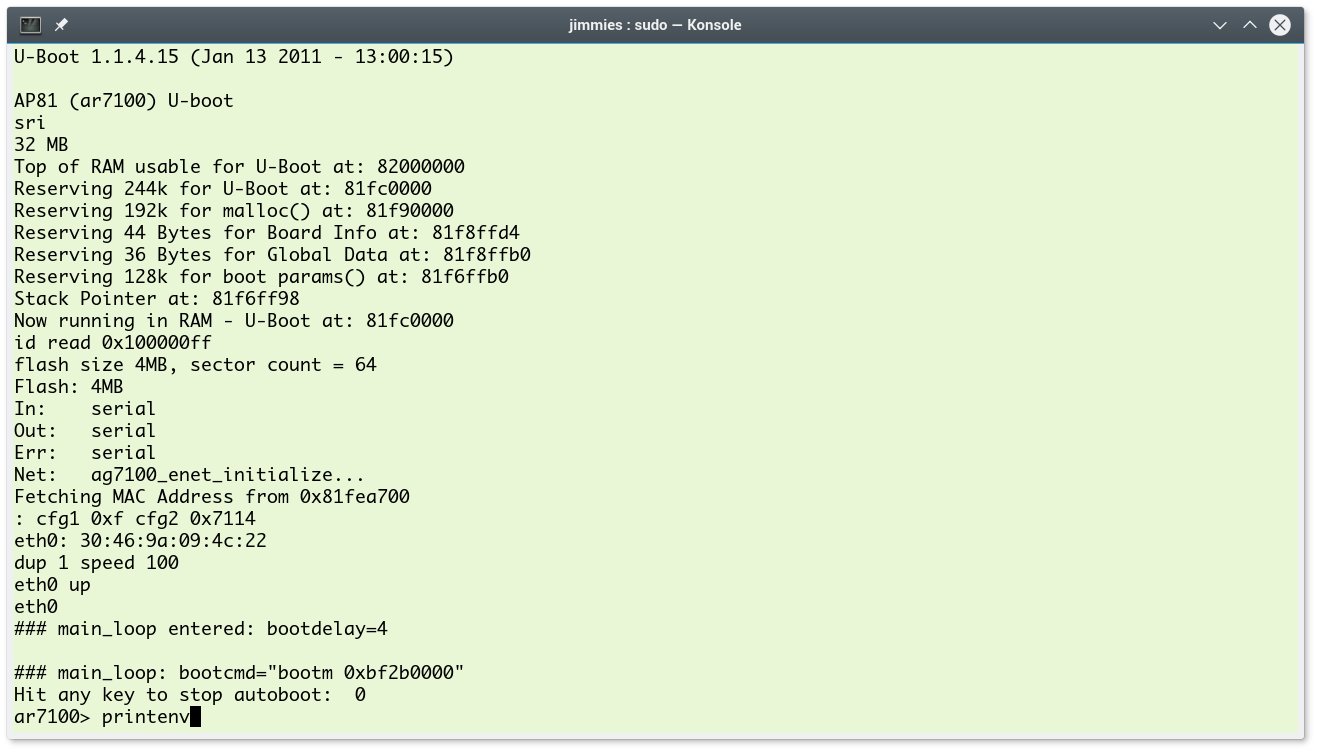 jimmies : sudo — Konsole
U-Boot 1.1.4.15 (Jan 13 2011 - 13:00:15)
AP81 (ar7100) U-boot
sri
32 MB
Top of RAM usable for U-Boot at: 82000000
Reserving 244k for U-Boot at: 81fc0000
Reserving 192k for malloc() at: 81f90000
Reserving 44 Bytes for Board Info at: 81f8ffd4
Reserving 36 Bytes for Global Data at: 81f8ffb0
Reserving 128k for boot params() at: 81f6ffb0
Stack Pointer at: 81f6ff98
Now running in RAM - U-Boot at: 81fc0000
id read 0x100000ff
flash size 4MB, sector count = 64
Flash: 4MB
In:    serial
Out:   serial
Err:   serial
Net:   ag7100_enet_initialize...
Fetching MAC Address from 0x81fea700
: cfg1 0xf cfg2 0x7114
eth0: 30:46:9a:09:4c:22
dup 1 speed 100
eth0 up
eth0
### main_loop entered: bootdelay=4
### main_loop: bootcmd="bootm 0xbf2b0000"
Hit any key to stop autoboot:  0
ar7100> printenv